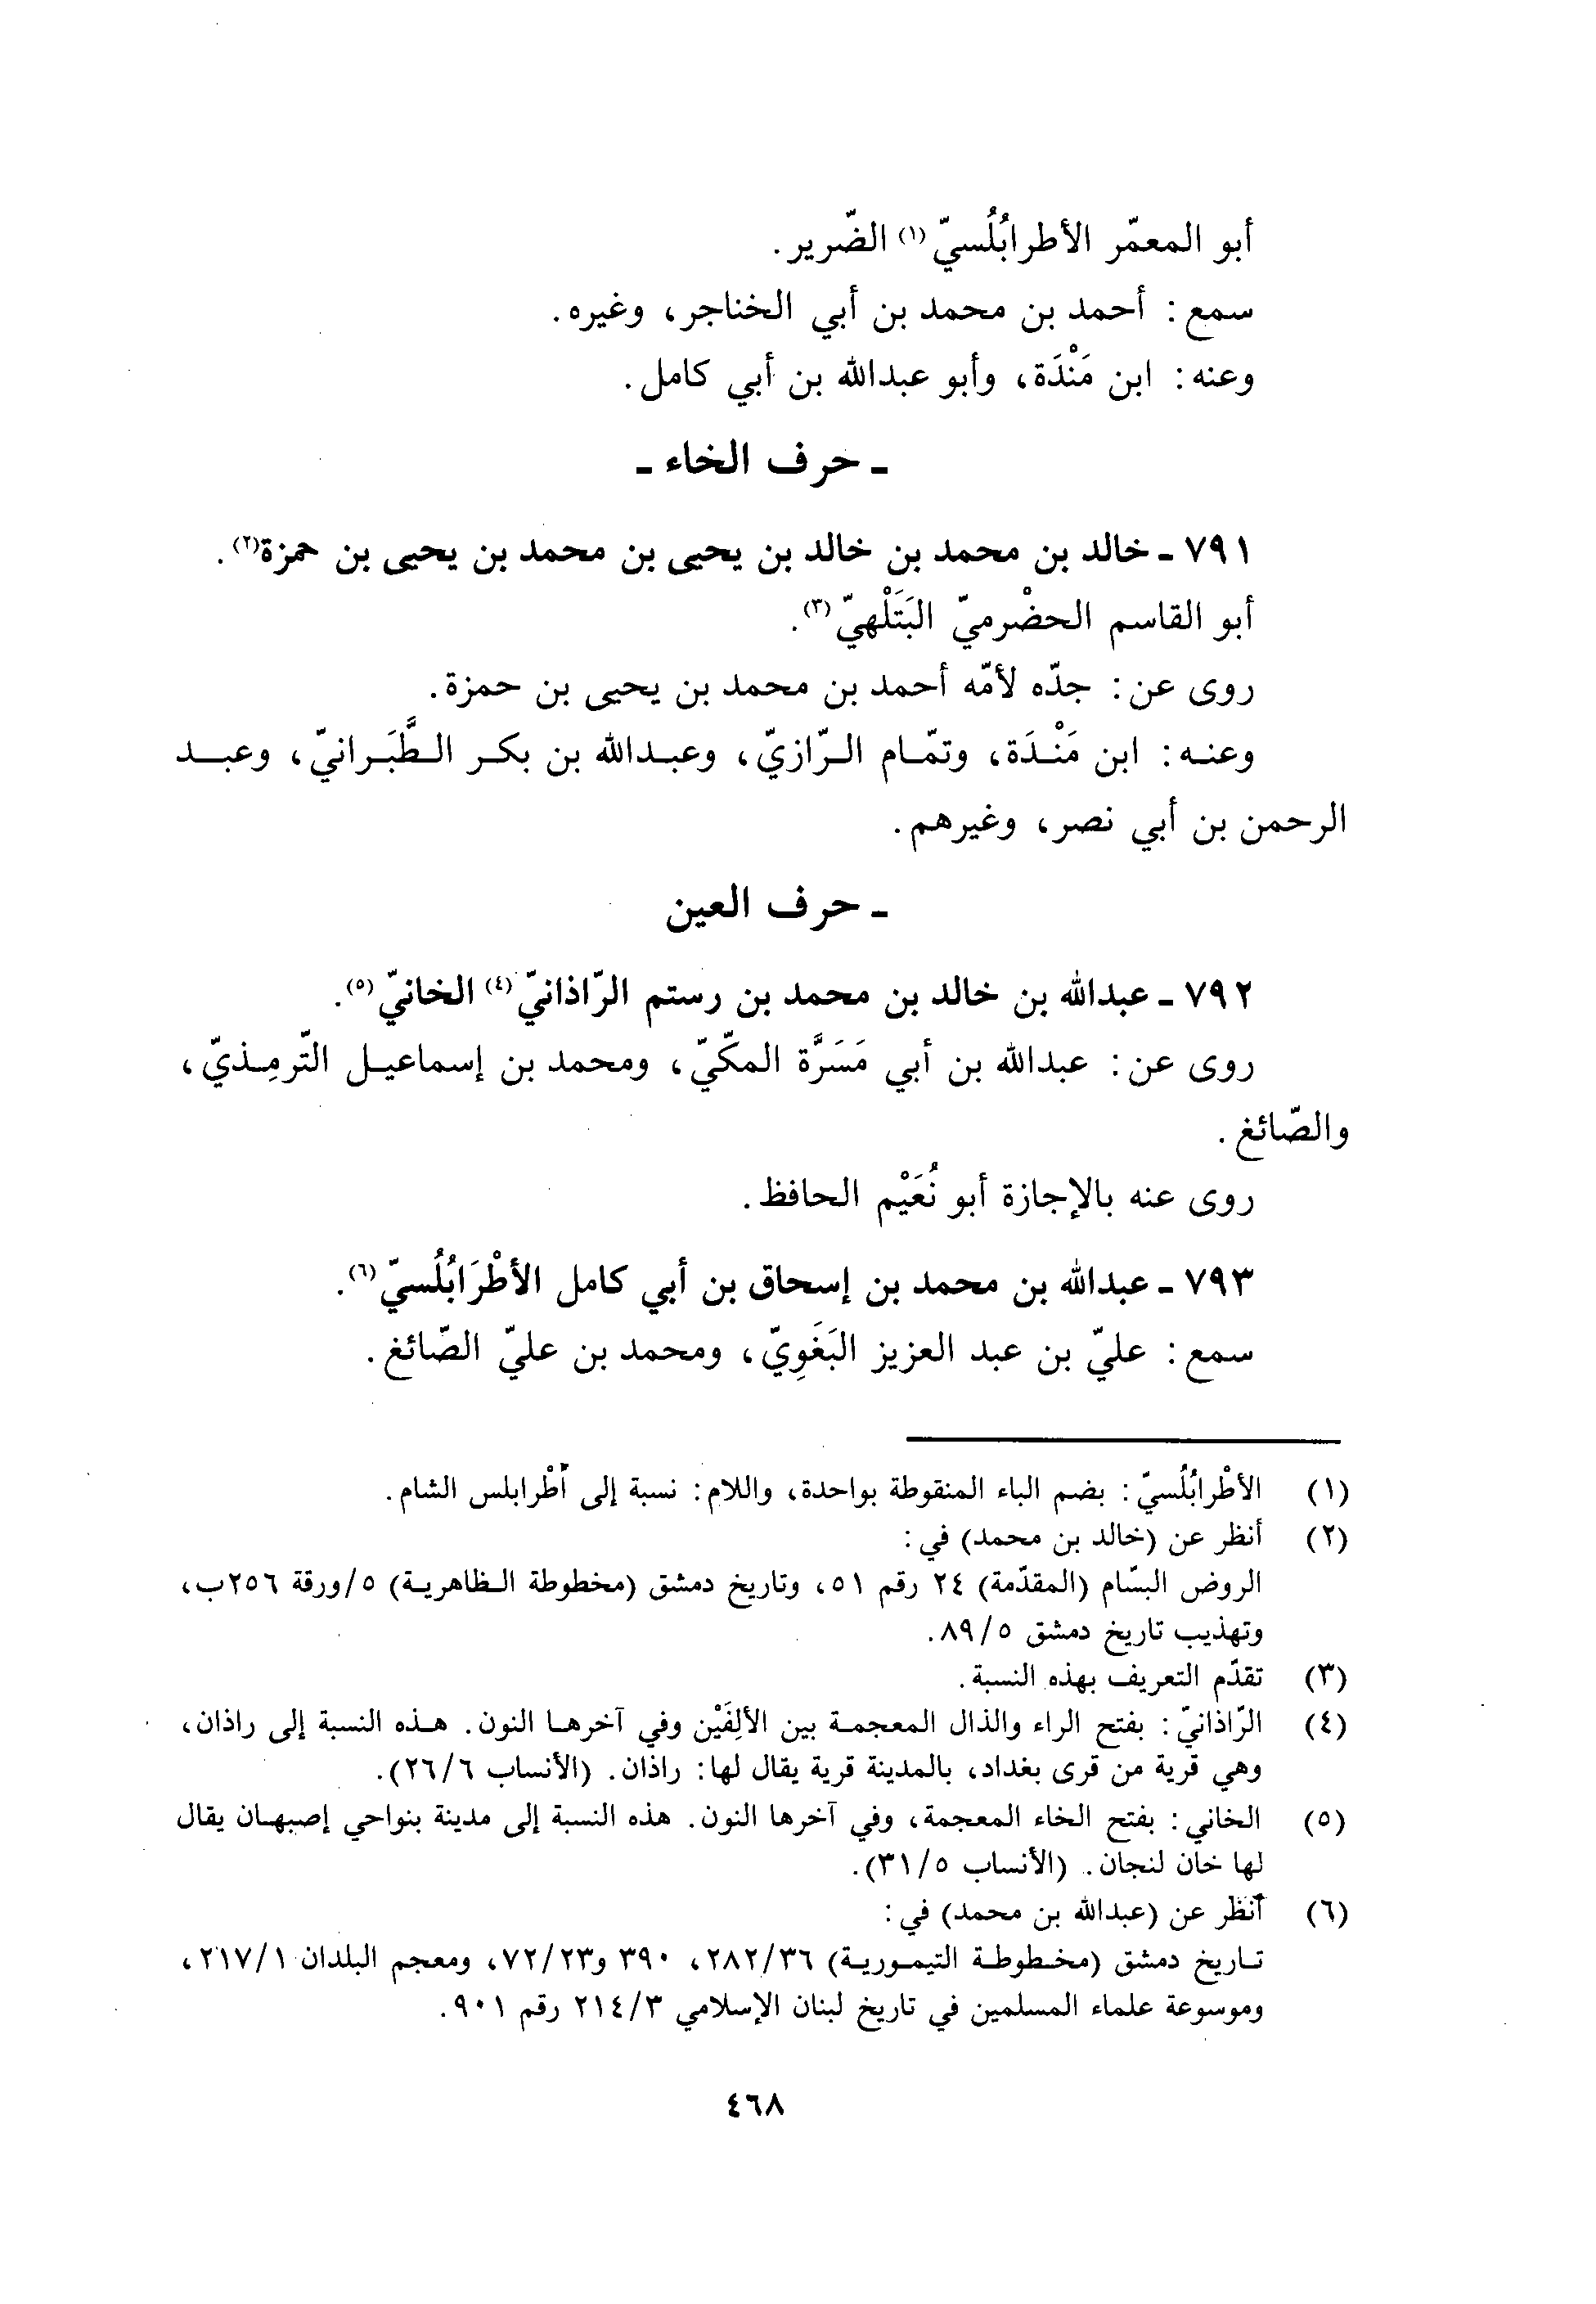 أبو المعمّر الأطرابُلُسيّ(١) الضّرير.
سمع: أحمد بن محمد بن أبي الخناجر، وغيره.
وعنه: ابن مَنْدَة، وأبو عبدالله بن أبي كامل.
ـ حرف الخاء ـ
٧٩١ ـ خالد بن محمد بن خالد بن يحيى بن محمد بن يحيى بن حمزة(٢).
أبو القاسم الحضْرميّ البَتَلْهيّ(٣).
روى عن: جدّه لأمّه أحمد بن محمد بن يحيى بن حمزة.
وعنه: ابن مَنْدَة، وتمّام الرّازيّ، وعبدالله بن بكر الطَّبَرانيّ، وعبد
الرحمن بن أبي نصر، وغيرهم.
ـ حرف العين
٧٩٢ ـ عبدالله بن خالد بن محمد بن رستم الرّاذانيّ(٤) الخانيّ(٥).
روى عن: عبدالله بن أبي مَسَرَّة المكّيّ، ومحمد بن إسماعيل التّرمِذيّ،
والصّائغ.
روى عنه بالإجازة أبو نُعَيْم الحافظ.
٧٩٣ ـ عبدالله بن محمد بن إسحاق بن أبي كامل الأطْرَابُلُسيّ(٦).
سمع: عليّ بن عبد العزيز البَغَوِيّ، ومحمد بن عليّ الصّائغ.
(١) الأطْرابُلُسيّ: بضم الباء المنقوطة بواحدة، واللام: نسبة إلى أطْرابلس الشام.
(٢) أنظر عن (خالد بن محمد) في:
الروض البسّام (المقدّمة) ٢٤ رقم ٥١، وتاريخ دمشق (مخطوطة الظاهرية) ٥/ورقة ٢٥٦ب،
وتهذيب تاريخ دمشق ٨٩/٥.
(٣) تقدّم التعريف بهذه النسبة.
(٤) الرّاذانيّ: بفتح الراء والذال المعجمة بين الألِفَيْن وفي آخرها النون. هذه النسبة إلى راذان،
وهي قرية من قرى بغداد، بالمدينة قرية يقال لها: راذان. (الأنساب ٢٦/٦).
(٥) الخاني: بفتح الخاء المعجمة، وفي آخرها النون. هذه النسبة إلى مدينة بنواحي إصبهان يقال
لها خان لنجان. (الأنساب ٣١/٥).
(٦) أنظر عن (عبدالله بن محمد) في:
تاريخ دمشق (مخطوطة التيمورية) ٢٨٢/٣٦، ٣٩٠ و٧٢/٢٣، ومعجم البلدان ٢١٧/١،
وموسوعة علماء المسلمين في تاريخ لبنان الإسلامي ٢١٤/٣ رقم ٩٠١.
٤٦٨